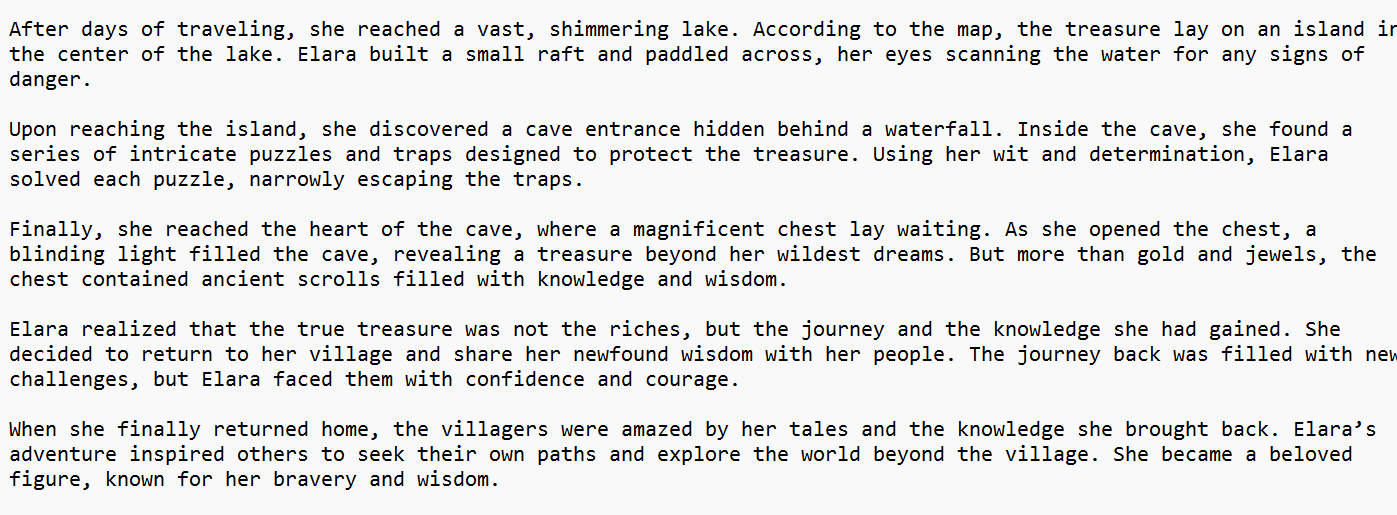 After days of traveling, she reached a vast, shimmering lake. According to the map, the treasure lay on an island in
the center of the lake. Elara built a small raft and paddled across, her eyes scanning the water for any signs of
danger.
Upon reaching the island, she discovered a cave entrance hidden behind a waterfall. Inside the cave, she found a
series of intricate puzzles and traps designed to protect the treasure. Using her wit and determination, Elara
solved each puzzle, narrowly escaping the traps.
Finally, she reached the heart of the cave, where a magnificent chest lay waiting. As she opened the chest, a
blinding light filled the cave, revealing a treasure beyond her wildest dreams. But more than gold and jewels, the
chest contained ancient scrolls filled with knowledge and wisdom.
Elara realized that the true treasure was not the riches, but the journey and the knowledge she had gained. She
decided to return to her village and share her newfound wisdom with her people. The journey back was filled with new
challenges, but Elara faced them with confidence and courage.
When she finally returned home, the villagers were amazed by her tales and the knowledge she brought back. Elara’s
adventure inspired others to seek their own paths and explore the world beyond the village. She became a beloved
figure, known for her bravery and wisdom.